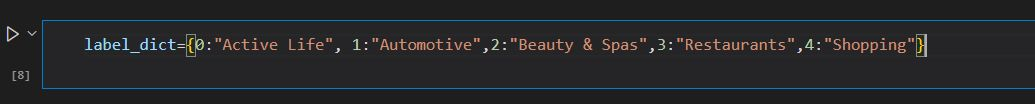 label_dict={0:"Active Life", 1:"Automotive",2:"Beauty & Spas",3:"Restaurants",4:"Shopping"}
[8]